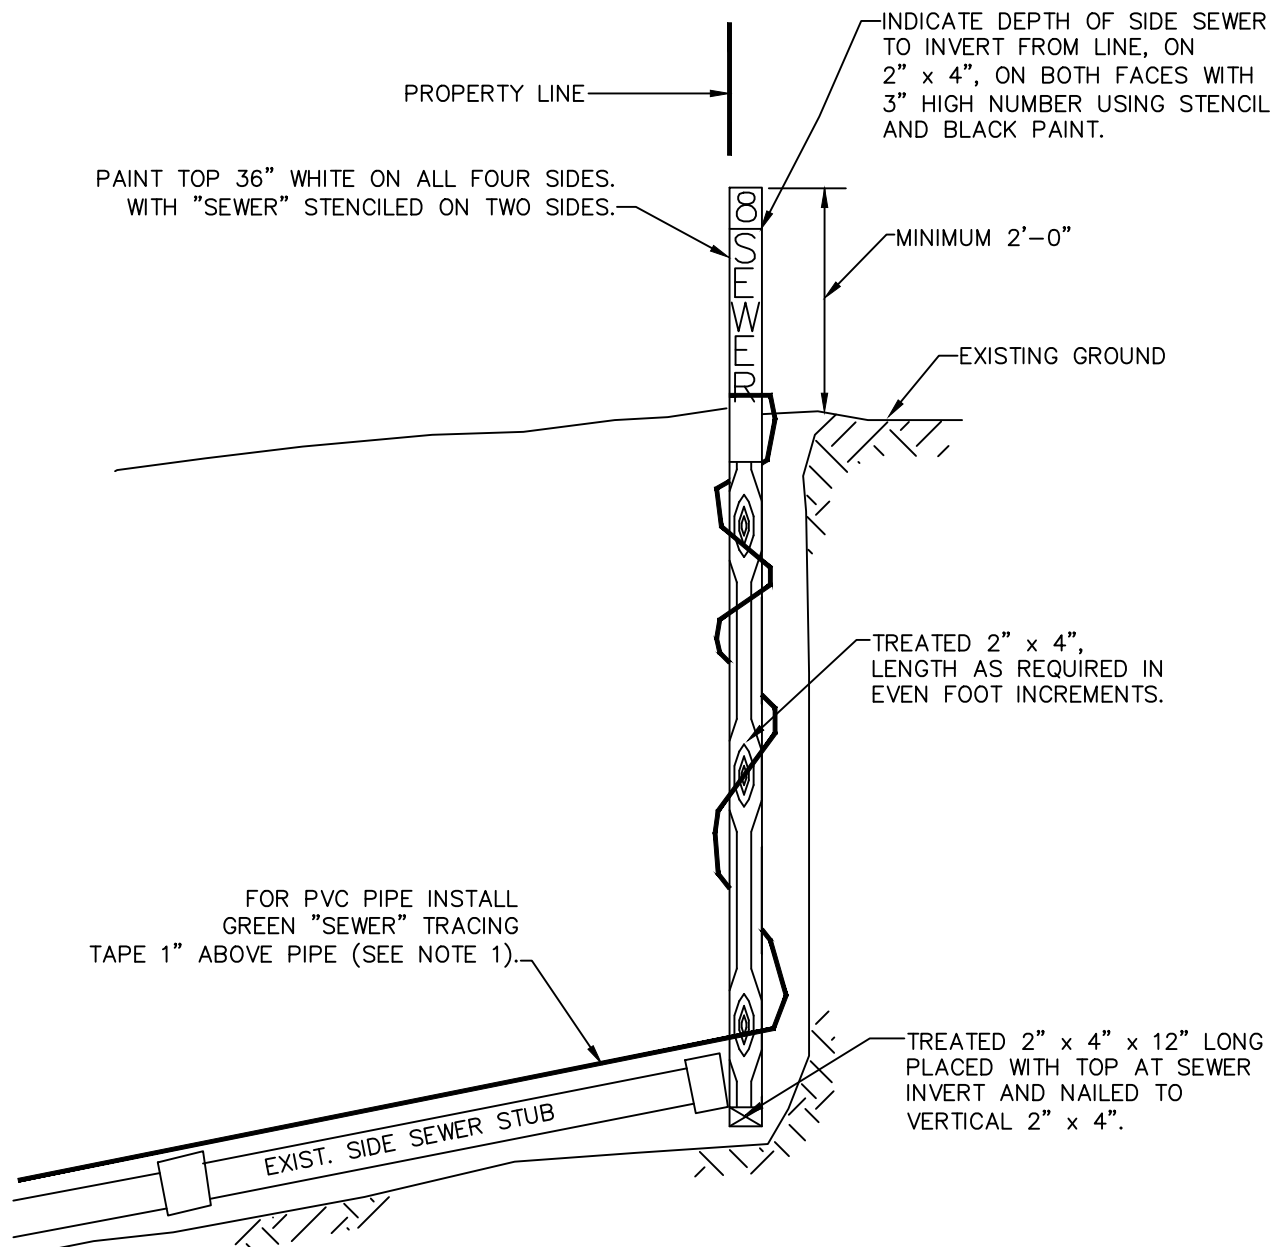 INDICATE DEPTH OF SIDE SEWER
TO INVERT FROM LINE, ON
2" x 4", ON BOTH FACES WITH
3" HIGH NUMBER USING STENCIL
AND BLACK PAINT.
PROPERTY LINE
PAINT TOP 36" WHITE ON ALL FOUR SIDES.
WITH "SEWER" STENCILED ON TWO SIDES.
8
SEWER
MINIMUM 2'-0"
EXISTING GROUND
TREATED 2" x 4",
LENGTH AS REQUIRED IN
EVEN FOOT INCREMENTS.
FOR PVC PIPE INSTALL
GREEN "SEWER" TRACING
TAPE 1" ABOVE PIPE (SEE NOTE 1).
TREATED 2" x 4" x 12" LONG
PLACED WITH TOP AT SEWER
INVERT AND NAILED TO
VERTICAL 2" x 4".
EXIST. SIDE SEWER STUB